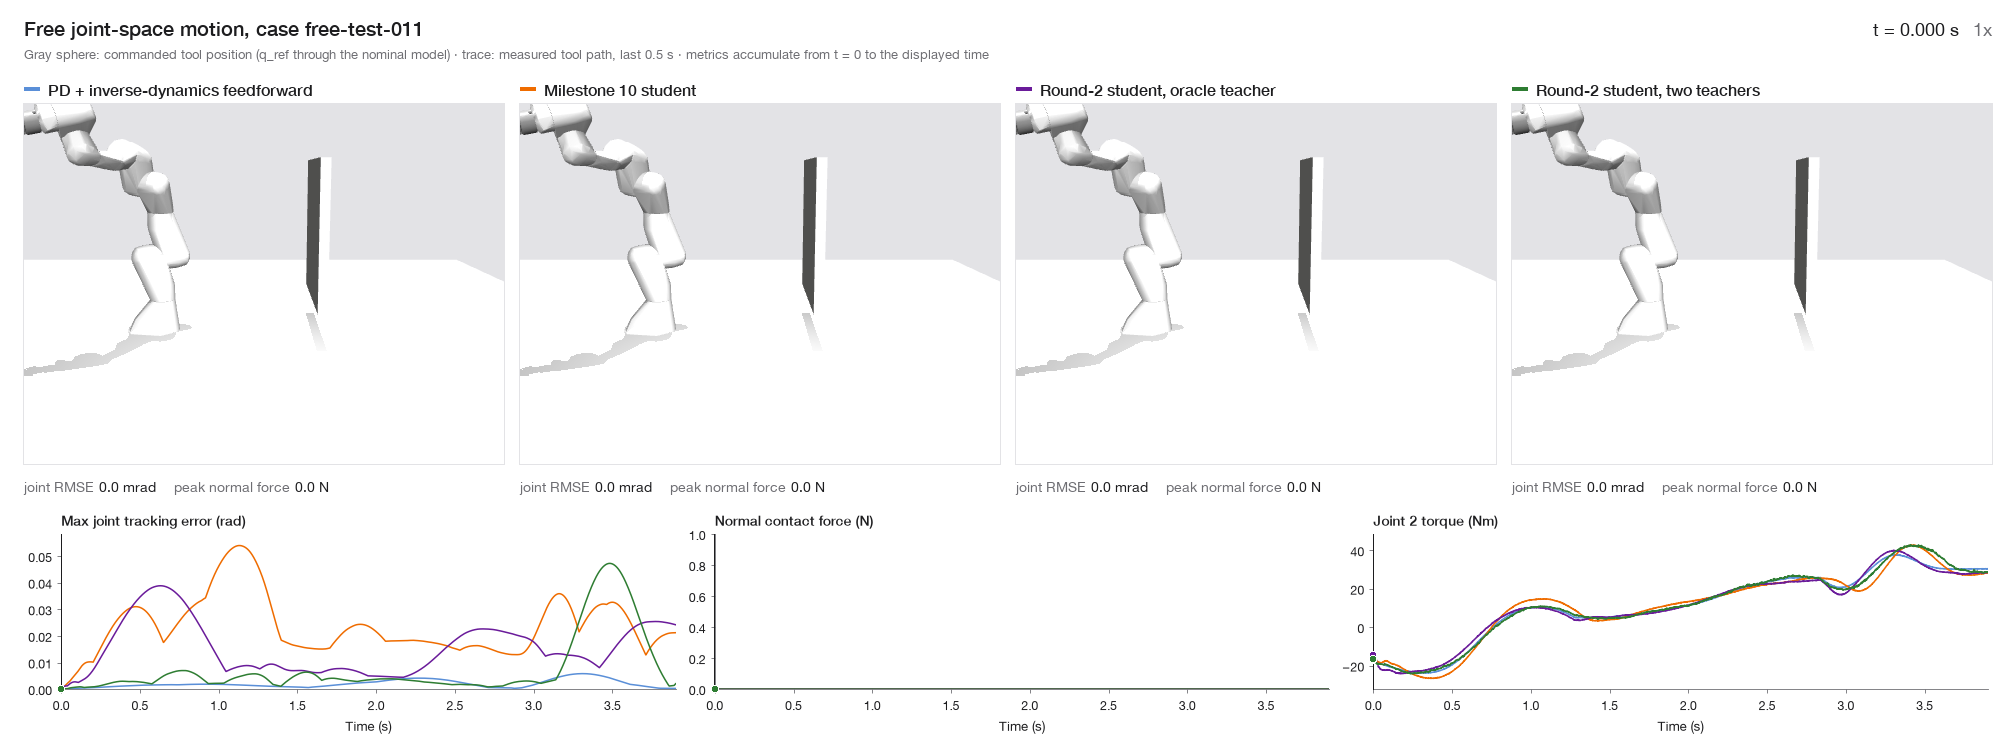 Free joint-space motion, case free-test-011
t = 0.000 s 1x
Gray sphere: commanded tool position (q_ref through the nominal model) · trace: measured tool path, last 0.5 s · metrics accumulate from t = 0 to the displayed time
PD + inverse-dynamics feedforward
Milestone 10 student
Round-2 student, oracle teacher
Round-2 student, two teachers
joint RMSE 0.0 mrad peak normal force 0.0 N
joint RMSE 0.0 mrad peak normal force 0.0 N
joint RMSE 0.0 mrad peak normal force 0.0 N
joint RMSE 0.0 mrad peak normal force 0.0 N
Max joint tracking error (rad)
0.05
0.04
0.03
0.02
0.01
0.00
0.0 0.5 1.0 1.5 2.0 2.5 3.0 3.5
Time (s)
Normal contact force (N)
1.0
0.8
0.6
0.4
0.2
0.0
0.0 0.5 1.0 1.5 2.0 2.5 3.0 3.5
Time (s)
Joint 2 torque (Nm)
40
20
0
−20
0.0 0.5 1.0 1.5 2.0 2.5 3.0 3.5
Time (s)